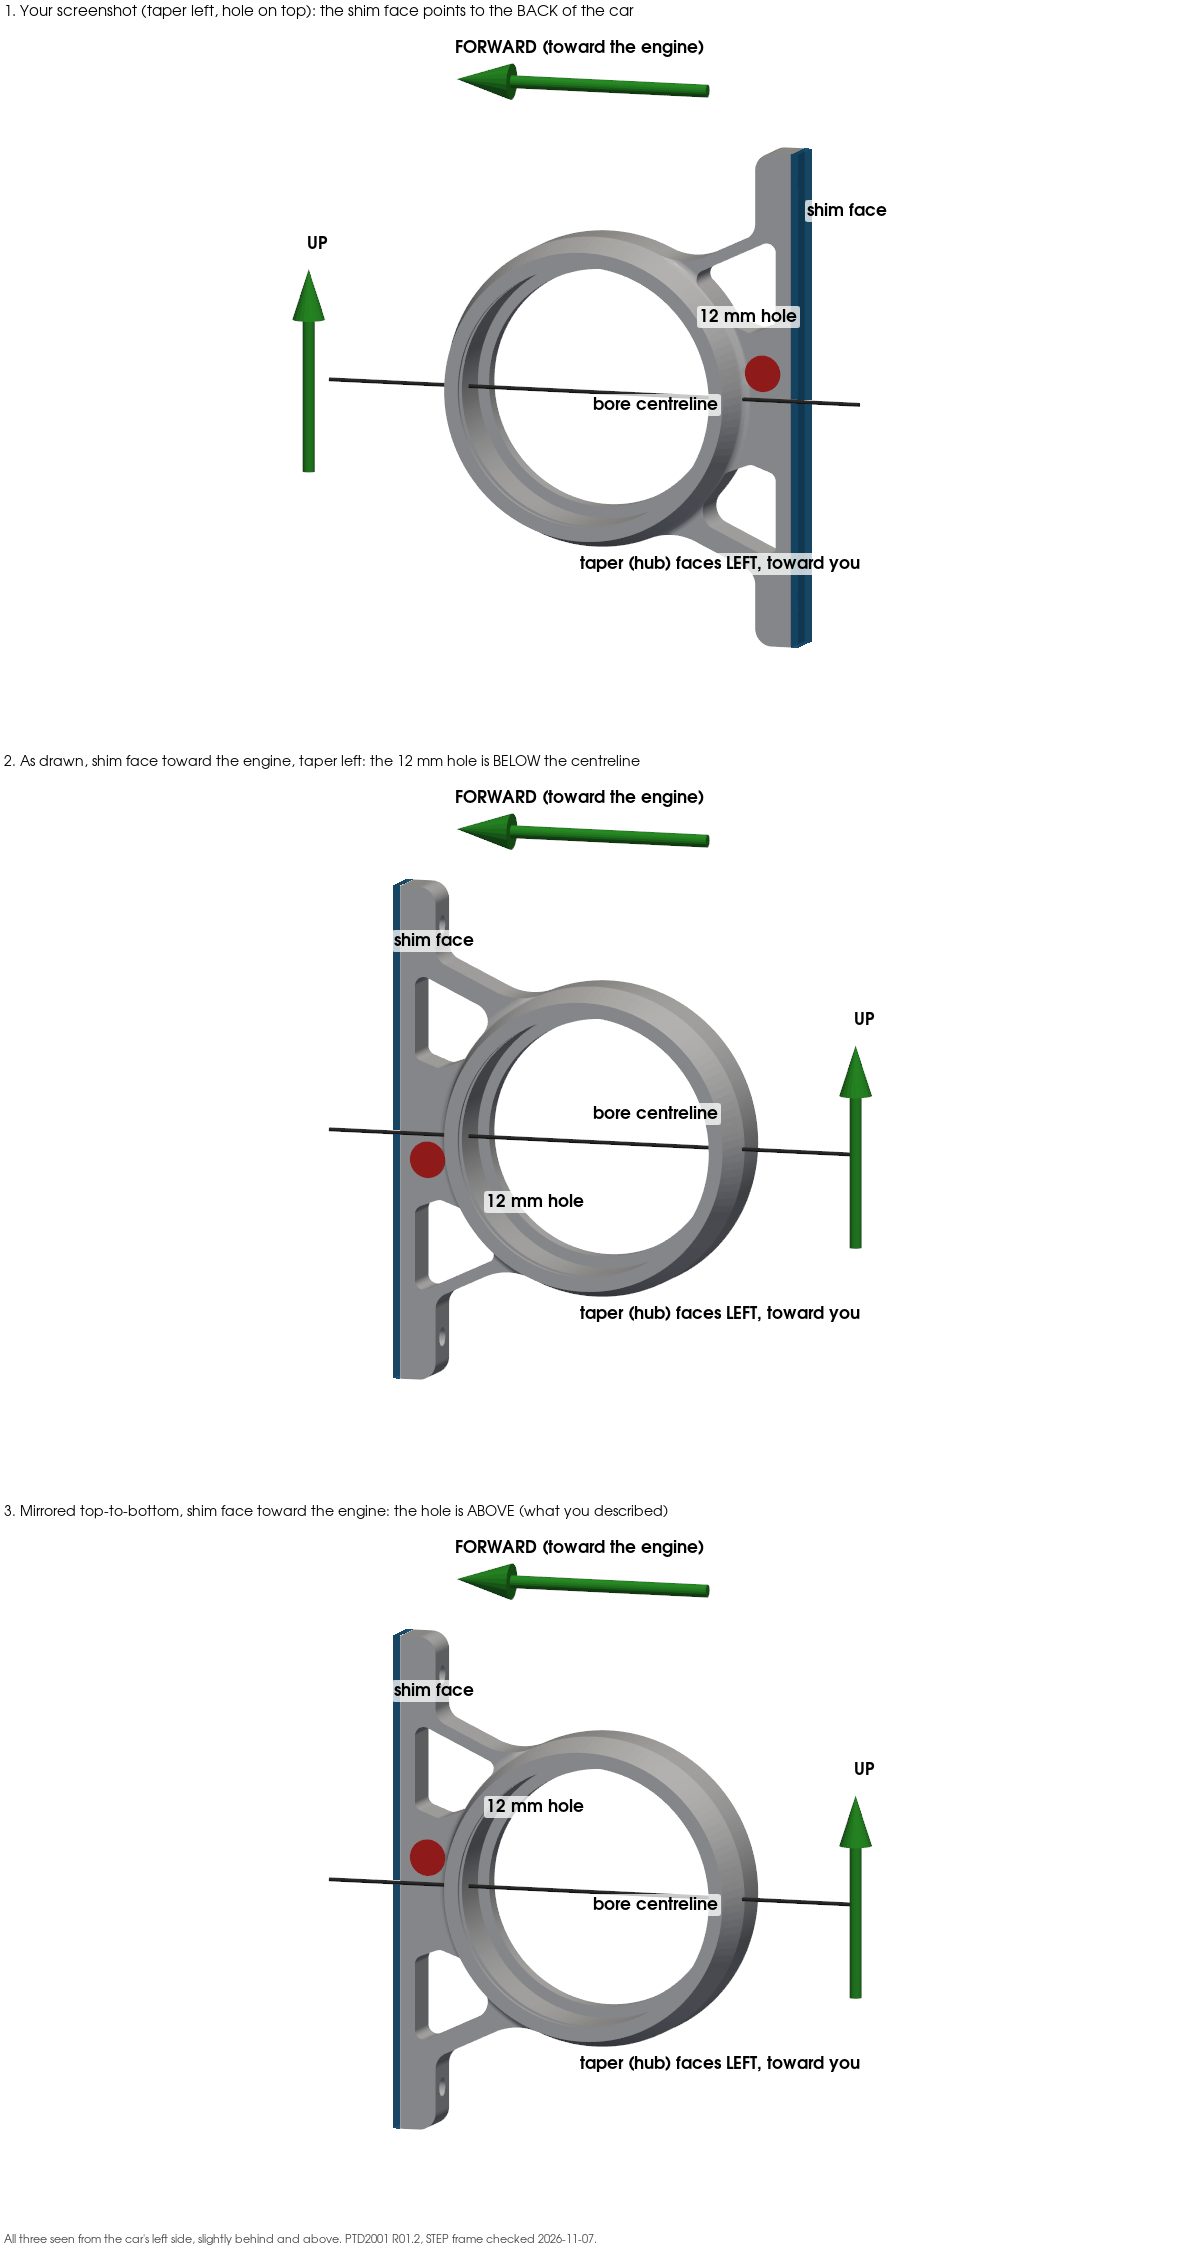 1. Your screenshot (taper left, hole on top): the shim face points to the BACK of the car
FORWARD (toward the engine)
shim face
UP
12 mm hole
bore centreline
taper (hub) faces LEFT, toward you
2. As drawn, shim face toward the engine, taper left: the 12 mm hole is BELOW the centreline
FORWARD (toward the engine)
shim face
UP
bore centreline
12 mm hole
taper (hub) faces LEFT, toward you
3. Mirrored top-to-bottom, shim face toward the engine: the hole is ABOVE (what you described)
FORWARD (toward the engine)
shim face
UP
12 mm hole
bore centreline
taper (hub) faces LEFT, toward you
All three seen from the car's left side, slightly behind and above. PTD2001 R01.2, STEP frame checked 2026-11-07.